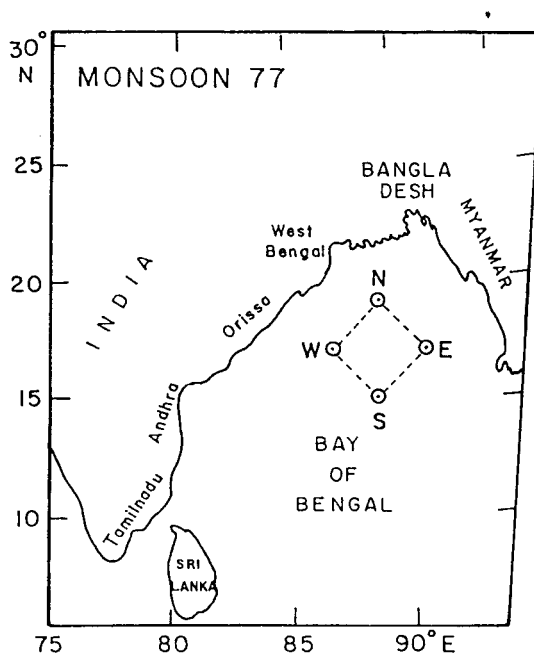 30°
N
MONSOON 77
25
20
15
10
BANGLA
DESH
MYANMAR
West
Bengal
INDIA
Orissa
Andhra
Tamilnadu
N
W
E
S
BAY
OF
BENGAL
SRI
LANKA
75
80
85
90°E